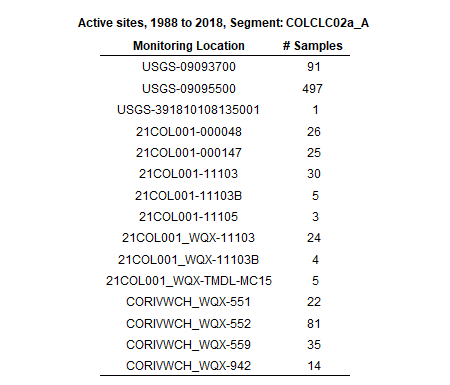 Active sites, 1988 to 2018, Segment: COLCLC02a_A
Monitoring Location # Samples
USGS-09093700 91
USGS-09095500 497
USGS-391810108135001 1
21COL001-000048 26
21COL001-000147 25
21COL001-11103 30
21COL001-11103B 5
21COL001-11105 3
21COL001_WQX-11103 24
21COL001_WQX-11103B 4
21COL001_WQX-TMDL-MC15 5
CORIVWCH_WQX-551 22
CORIVWCH_WQX-552 81
CORIVWCH_WQX-559 35
CORIVWCH_WQX-942 14